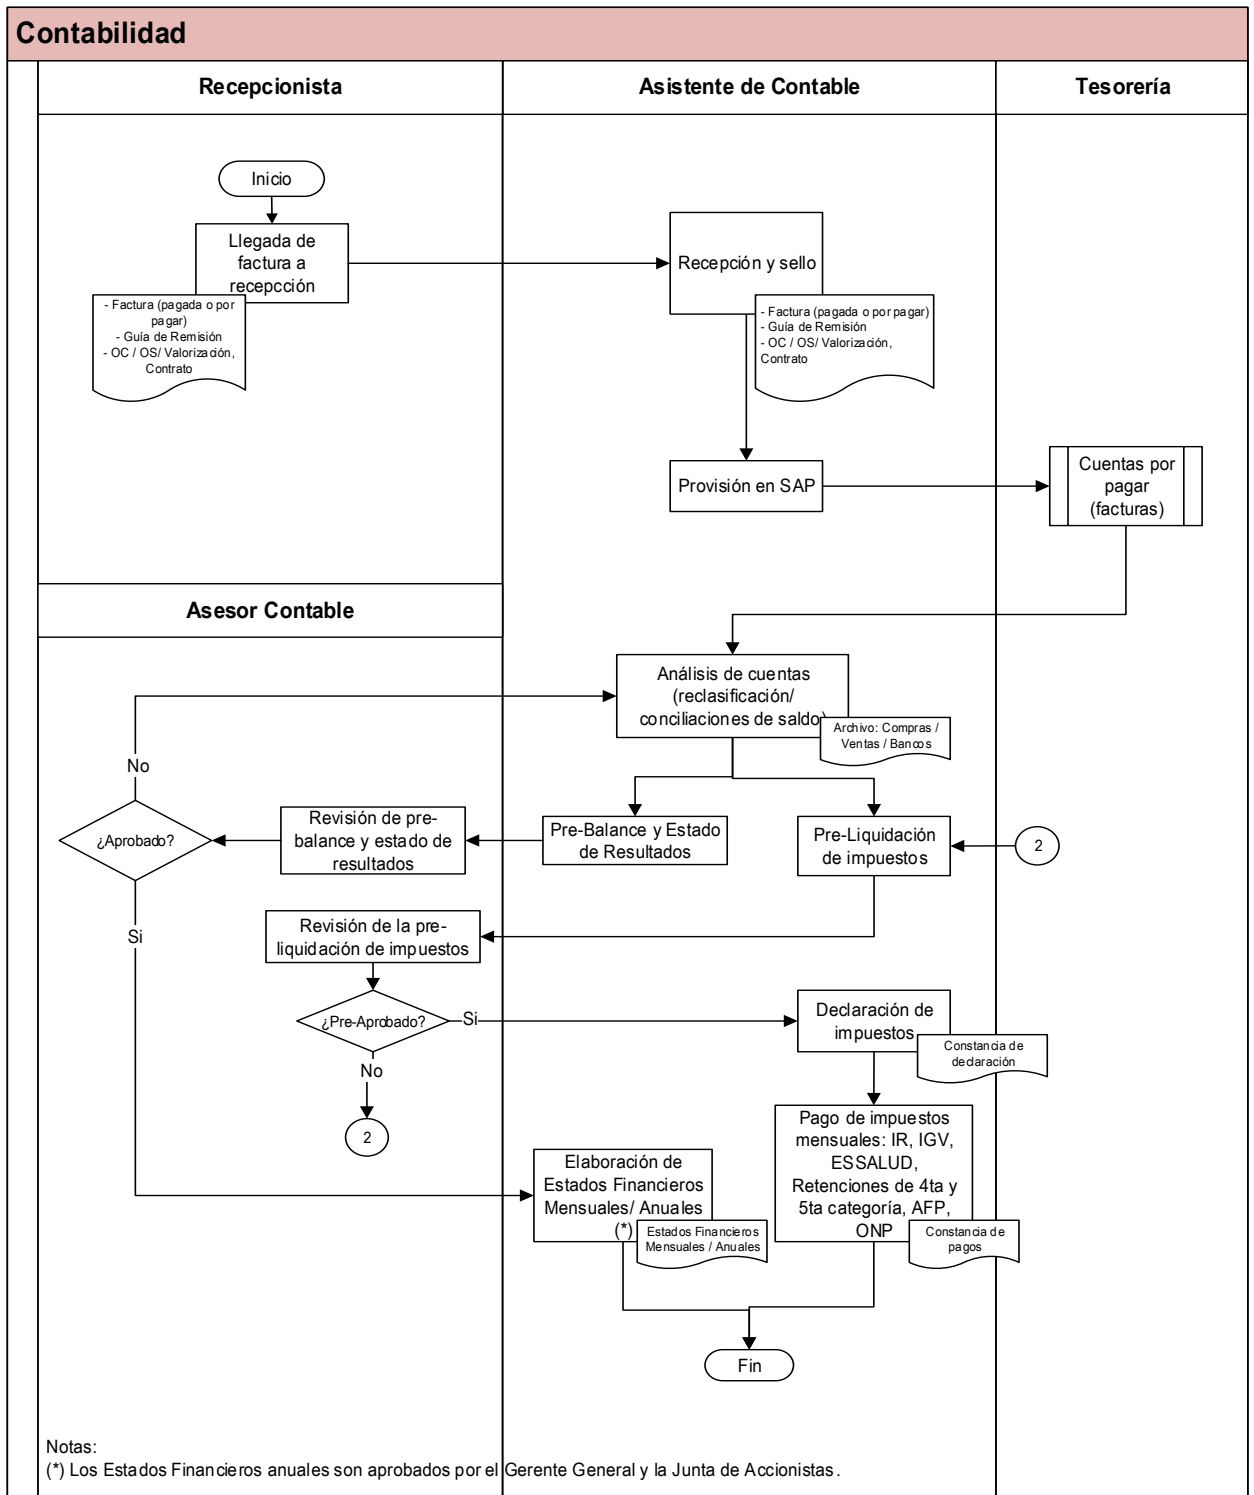 Contabilidad
Recepcionista
Asistente de Contable
Tesorería
Inicio
Llegada de
factura a
recepcción
- Factura (pagada o por
pagar)
- Guía de Remisión
- OC / OS/ Valorización,
Contrato
Recepción y sello
- Factura (pagada o por pagar)
- Guía de Remisión
- OC / OS/ Valorización,
Contrato
Provisión en SAP
Cuentas por
pagar
(facturas)
Asesor Contable
Análisis de cuentas
(reclasificación/
conciliaciones de saldo)
Archivo: Compras /
Ventas / Bancos
No
¿Aprobado?
Si
Revisión de pre-
balance y estado de
resultados
Pre-Balance y Estado
de Resultados
Pre-Liquidación
de impuestos
2
Revisión de la pre-
liquidación de impuestos
¿Pre-Aprobado?
Si
No
2
Declaración de
impuestos
Constancia de
declaración
Pago de impuestos
mensuales: IR, IGV,
ESSALUD,
Retenciones de 4ta y
5ta categoría, AFP,
ONP
Constancia de
pagos
Elaboración de
Estados Financieros
Mensuales/ Anuales
(*)
Estados Financieros
Mensuales / Anuales
Fin
Notas:
(*) Los Estados Financieros anuales son aprobados por el Gerente General y la Junta de Accionistas.